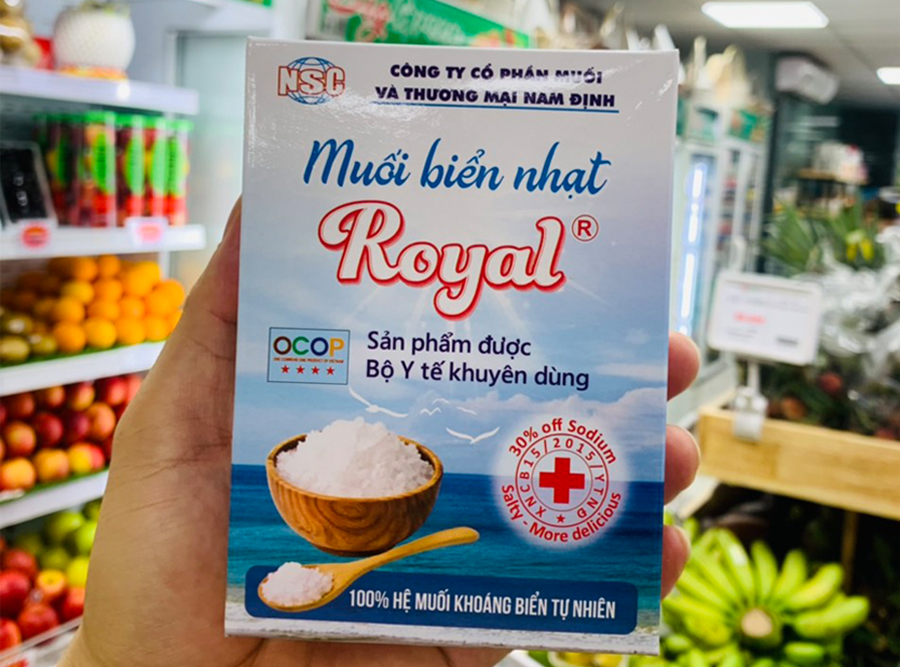 NSC
CÔNG TY CỔ PHẦN MUỐI
VÀ THƯƠNG MẠI NAM ĐỊNH
Muối biển nhạt
Royal®
OCOP
Sản phẩm được
Bộ Y tế khuyên dùng
30% off Sodium
XNCB15/2015/YTNĐ
Salty - More delicious
100% HỆ MUỐI KHOÁNG BIỂN TỰ NHIÊN